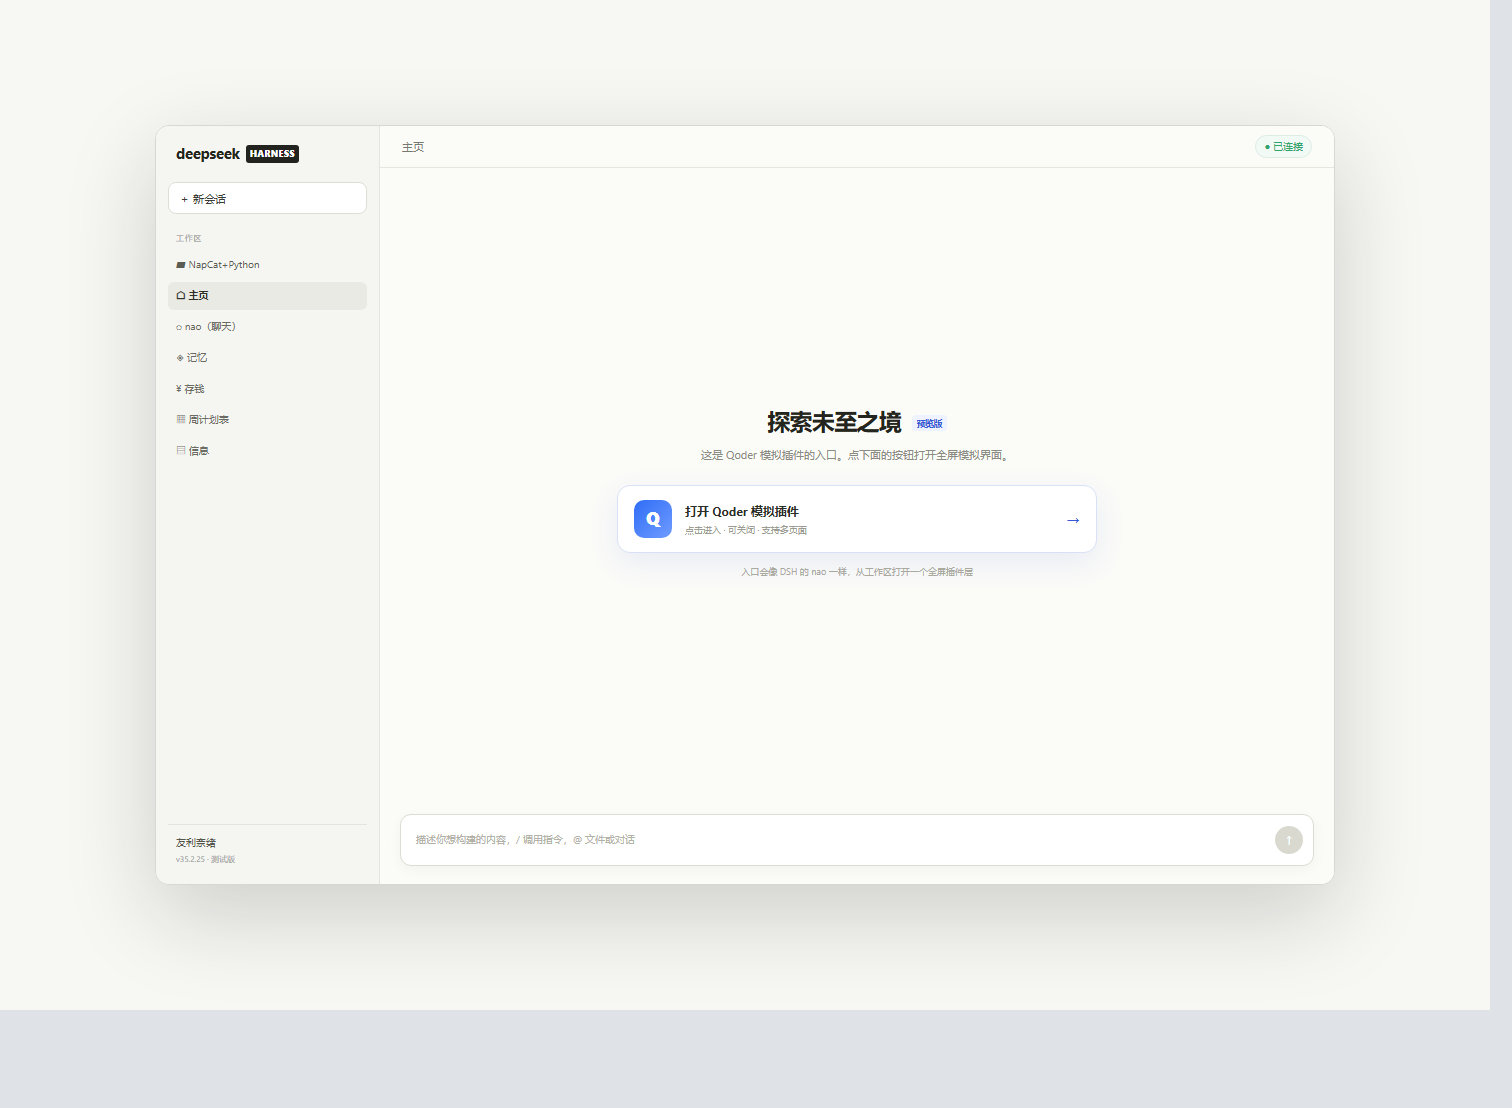 deepseek HARNESS
+ 新会话
工作区
NapCat+Python
主页
nao（聊天）
记忆
¥ 存钱
周计划表
信息
友利奈绪
v35.2.25 · 测试版
主页
已连接
探索未至之境 预览版
这是 Qoder 模拟插件的入口。点下面的按钮打开全屏模拟界面。
Q
打开 Qoder 模拟插件
点击进入 · 可关闭 · 支持多页面
→
入口会像 DSH 的 nao 一样，从工作区打开一个全屏插件层
描述你想构建的内容，/ 调用指令，@ 文件或对话
↑